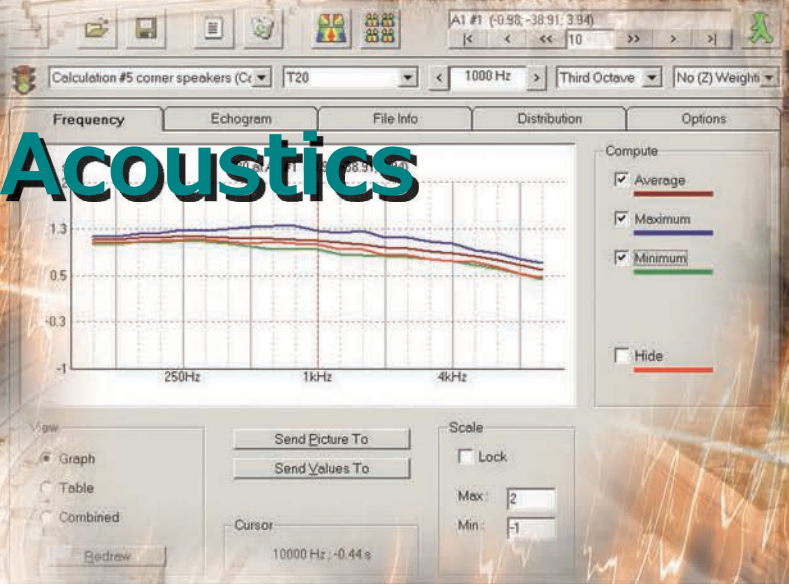 A1 #1 (-0.98; -38.91; 3.94)
|< < << 10 >> > >|
Calculation #5 corner speakers (Ca T20 < 1000 Hz > Third Octave No (Z) Weighti
Frequency Echogram File Info Distribution Options
Acoustics
Compute
Average
Maximum
Minimum
Hide
1.3
0.5
-0.3
-1
250Hz 1kHz 4kHz
View
Graph
Table
Combined
Redraw
Send Picture To
Send Values To
Cursor
10000 Hz ; -0.44 s
Scale
Lock
Max : 2
Min : -1